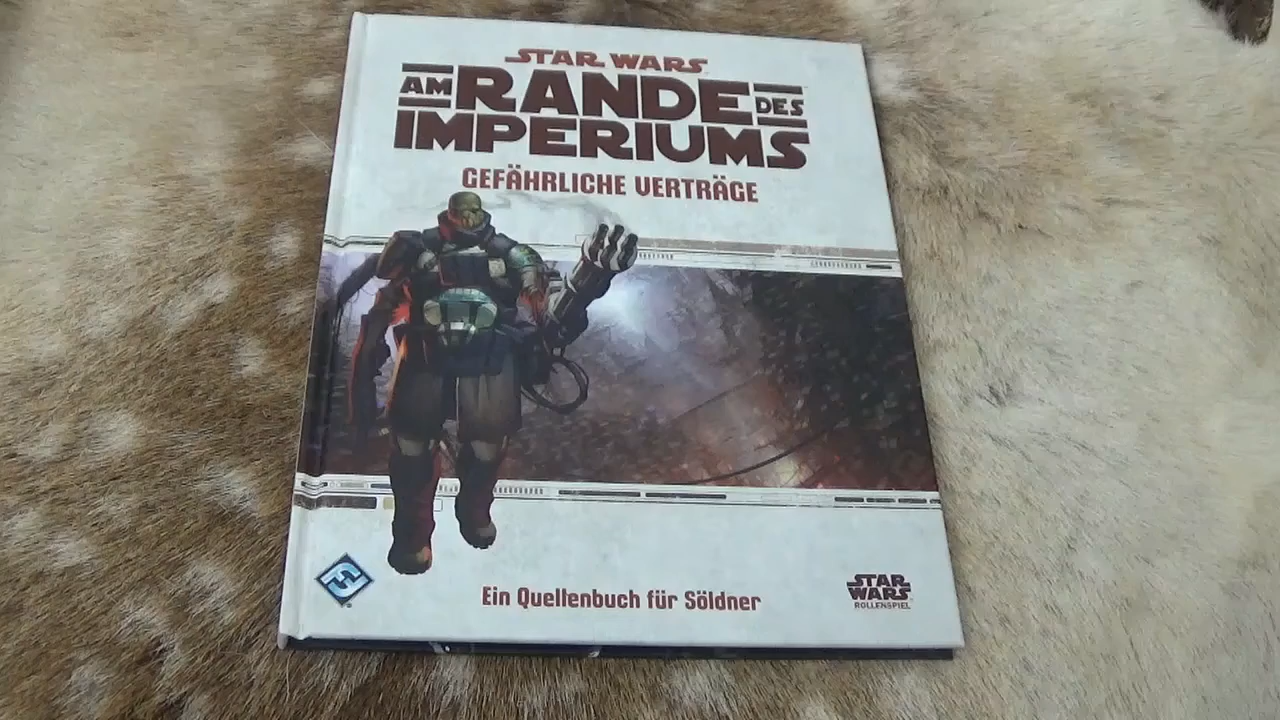 STAR WARS
AM RANDE DES
IMPERIUMS
GEFÄHRLICHE VERTRÄGE
Ein Quellenbuch für Söldner
STAR
WARS
ROLLENSPIEL